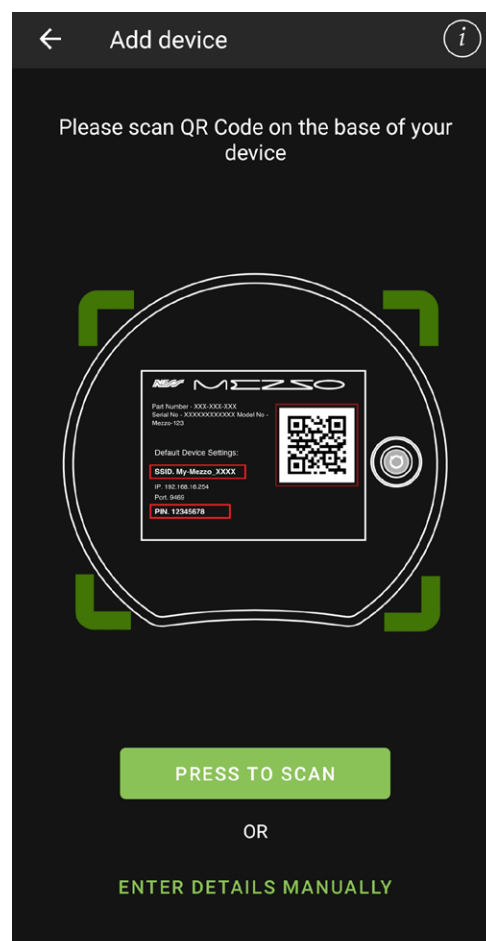 Add device
i
Please scan QR Code on the base of your
device
NEW MEZZO
Part Number - XXX-XXX-XXX
Serial No - XXXXXXXXXXXX Model No -
Mezzo-123
Default Device Settings:
SSID. My-Mezzo_XXXX
IP. 192.168.16.254
Port. 9469
PIN. 12345678
PRESS TO SCAN
OR
ENTER DETAILS MANUALLY